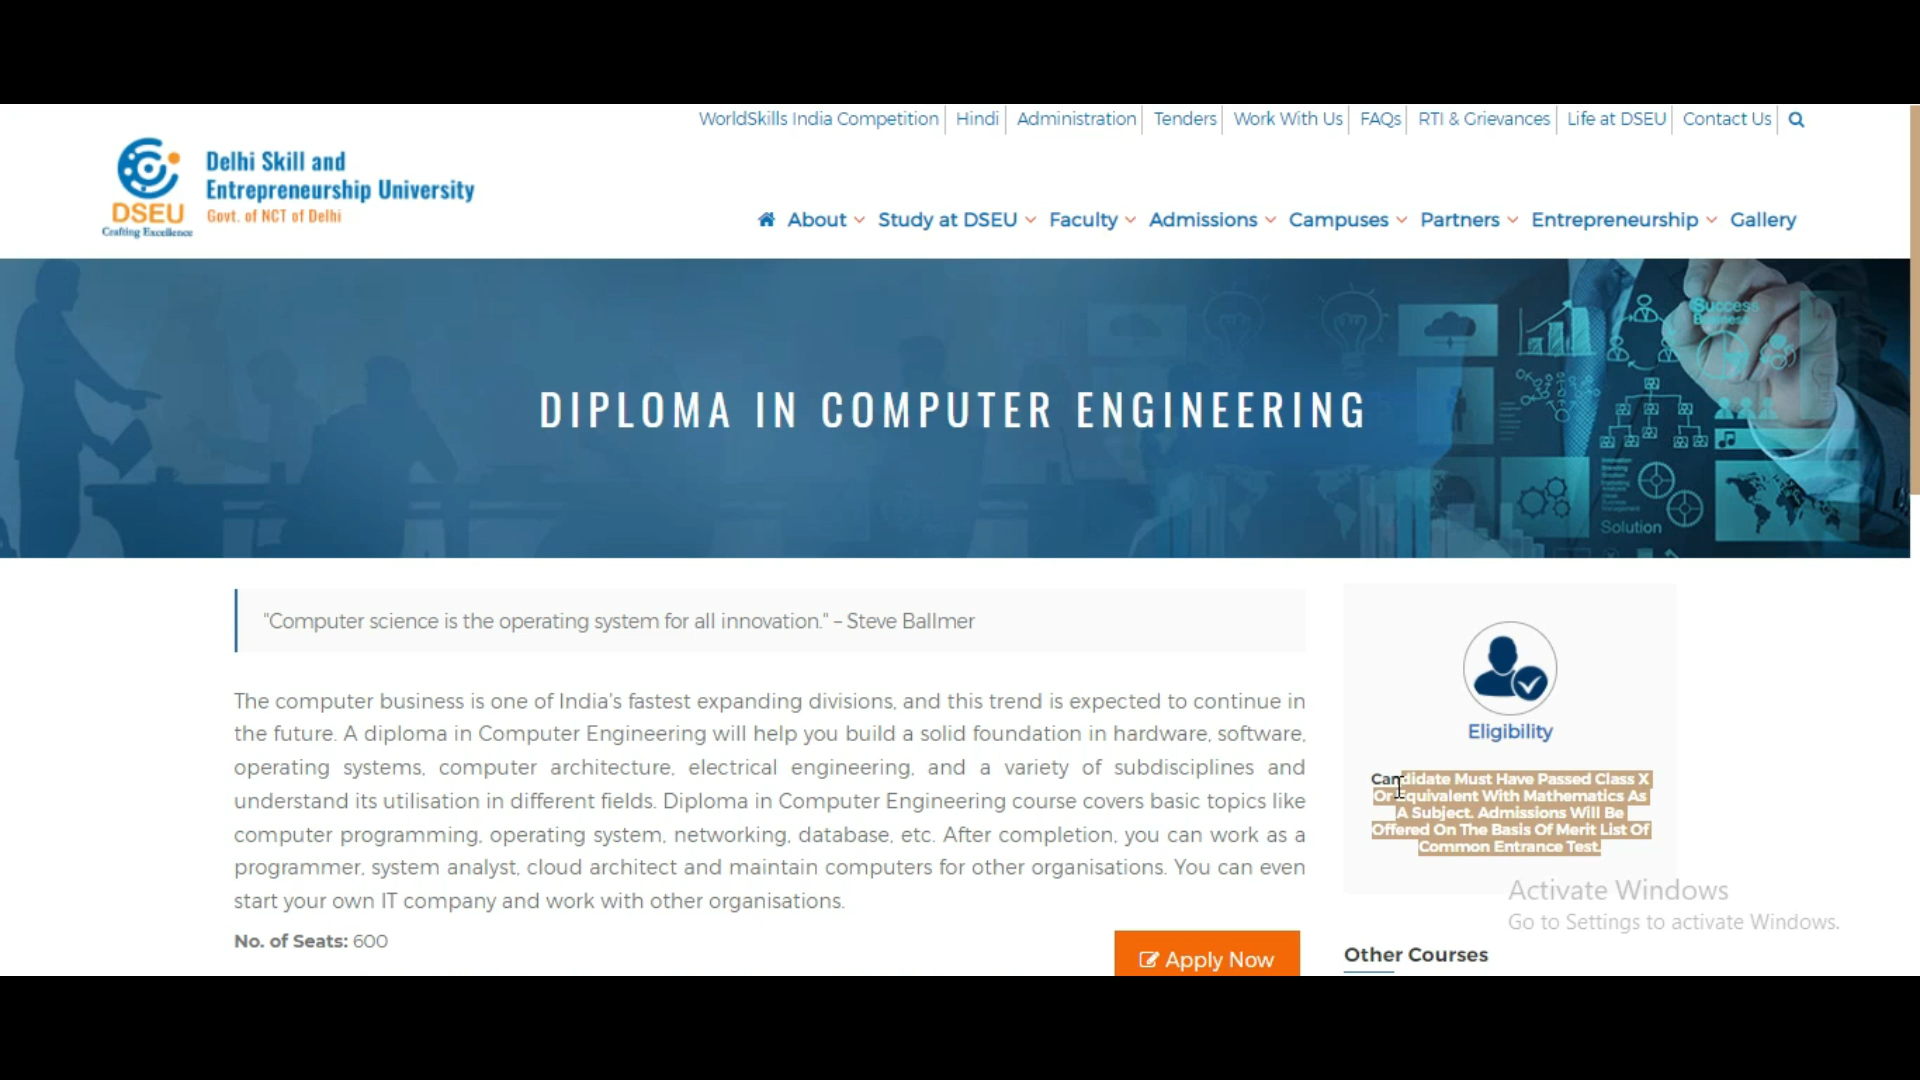 WorldSkills India Competition Hindi Administration Tenders Work With Us FAQs RTI & Grievances Life at DSEU Contact Us
Delhi Skill and
Entrepreneurship University
Govt. of NCT of Delhi
DSEU
Crafting Excellence
About Study at DSEU Faculty Admissions Campuses Partners Entrepreneurship Gallery
Success
Business
Solution
DIPLOMA IN COMPUTER ENGINEERING
"Computer science is the operating system for all innovation." – Steve Ballmer
The computer business is one of India's fastest expanding divisions, and this trend is expected to continue in
the future. A diploma in Computer Engineering will help you build a solid foundation in hardware, software,
operating systems, computer architecture, electrical engineering, and a variety of subdisciplines and
understand its utilisation in different fields. Diploma in Computer Engineering course covers basic topics like
computer programming, operating system, networking, database, etc. After completion, you can work as a
programmer, system analyst, cloud architect and maintain computers for other organisations. You can even
start your own IT company and work with other organisations.
No. of Seats: 600
Apply Now
Eligibility
Candidate Must Have Passed Class X
Or Equivalent With Mathematics As
A Subject. Admissions Will Be
Offered On The Basis Of Merit List Of
Common Entrance Test.
Activate Windows
Go to Settings to activate Windows.
Other Courses